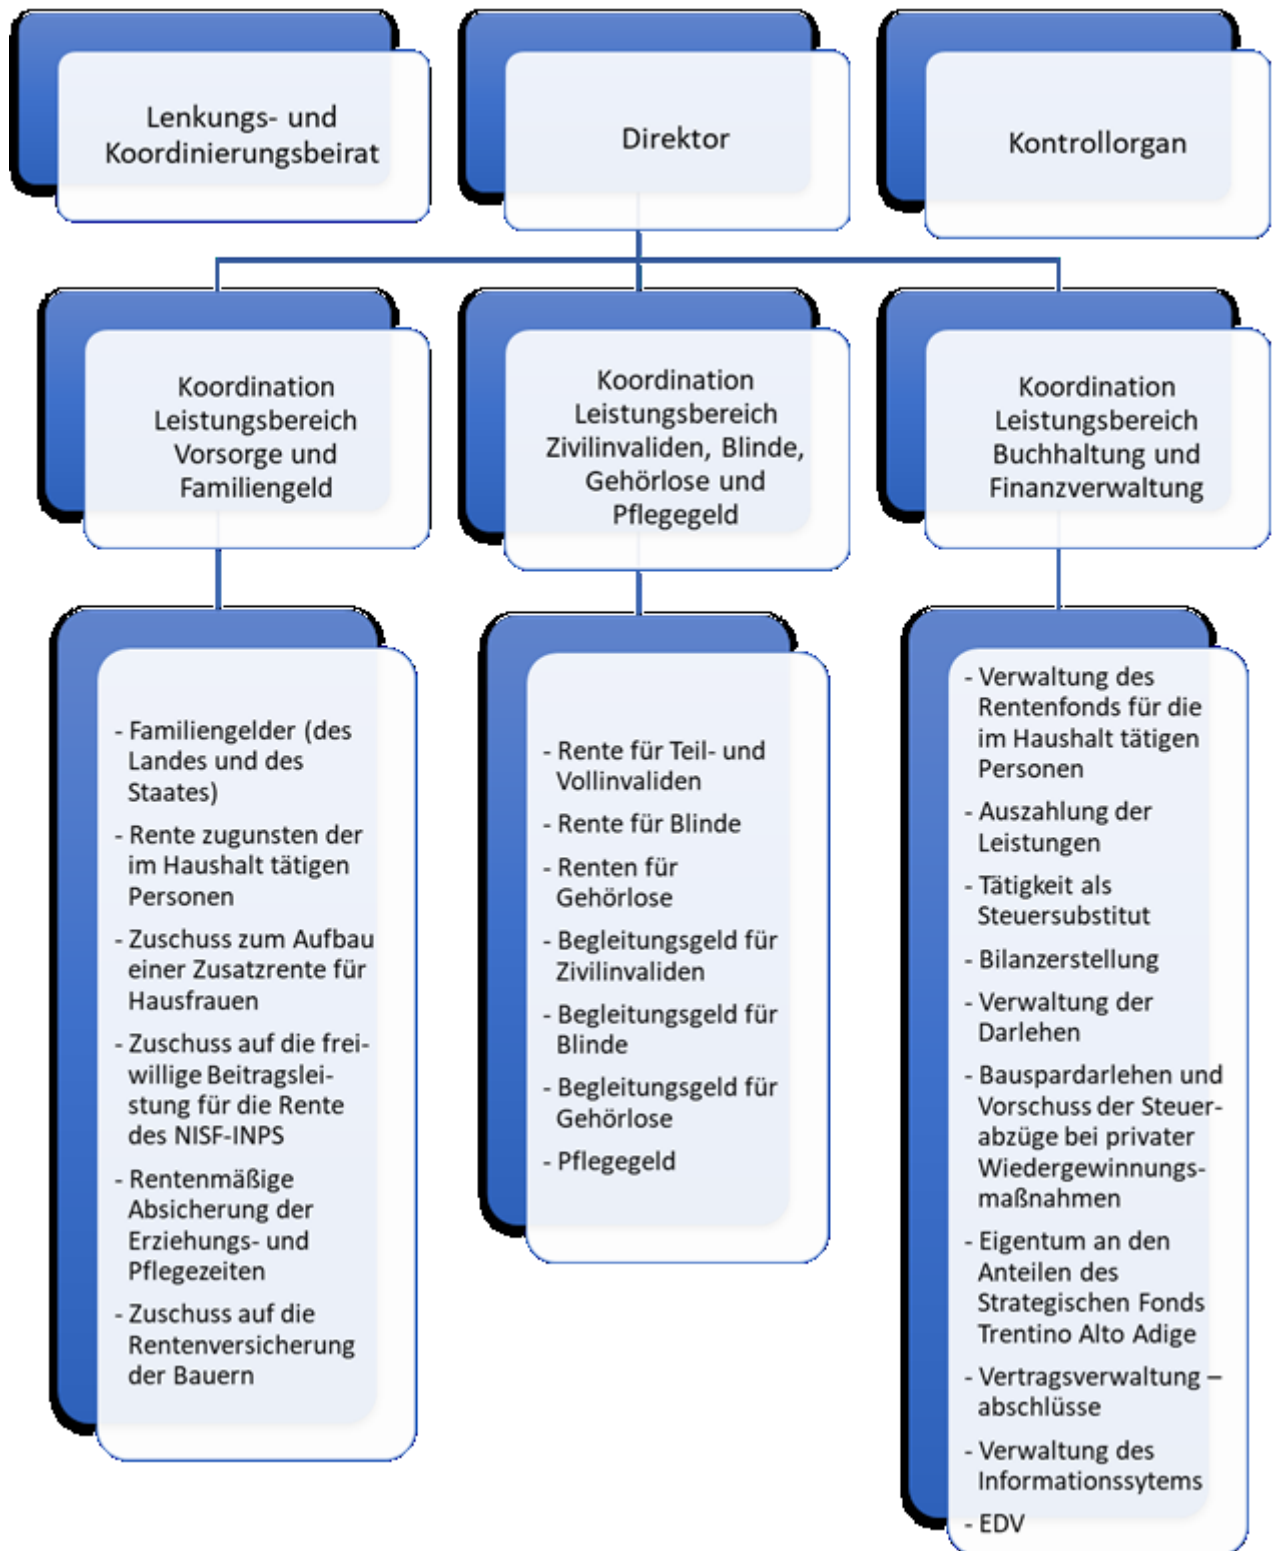 Lenkungs- und
Koordinierungsbeirat
Direktor
Kontrollorgan
Koordination
Leistungsbereich
Vorsorge und
Familiengeld
Koordination
Leistungsbereich
Zivilinvaliden, Blinde,
Gehörlose und
Pflegegeld
Koordination
Leistungsbereich
Buchhaltung und
Finanzverwaltung
- Familiengelder (des
Landes und des
Staates)
- Rente zugunsten der
im Haushalt tätigen
Personen
- Zuschuss zum Aufbau
einer Zusatzrente für
Hausfrauen
- Zuschuss auf die frei-
willige Beitragslei-
stung für die Rente
des NISF-INPS
- Rentenmäßige
Absicherung der
Erziehungs- und
Pflegezeiten
- Zuschuss auf die
Rentenversicherung
der Bauern
- Rente für Teil- und
Vollinvaliden
- Rente für Blinde
- Renten für
Gehörlose
- Begleitungsgeld für
Zivilinvaliden
- Begleitungsgeld für
Blinde
- Begleitungsgeld für
Gehörlose
- Pflegegeld
- Verwaltung des
Rentenfonds für die
im Haushalt tätigen
Personen
- Auszahlung der
Leistungen
- Tätigkeit als
Steuersubstitut
- Bilanzerstellung
- Verwaltung der
Darlehen
- Bauspardarlehen und
Vorschuss der Steuer-
abzüge bei privater
Wiedergewinnungs-
maßnahmen
- Eigentum an den
Anteilen des
Strategischen Fonds
Trentino Alto Adige
- Vertragsverwaltung –
abschlüsse
- Verwaltung des
Informationssytems
- EDV